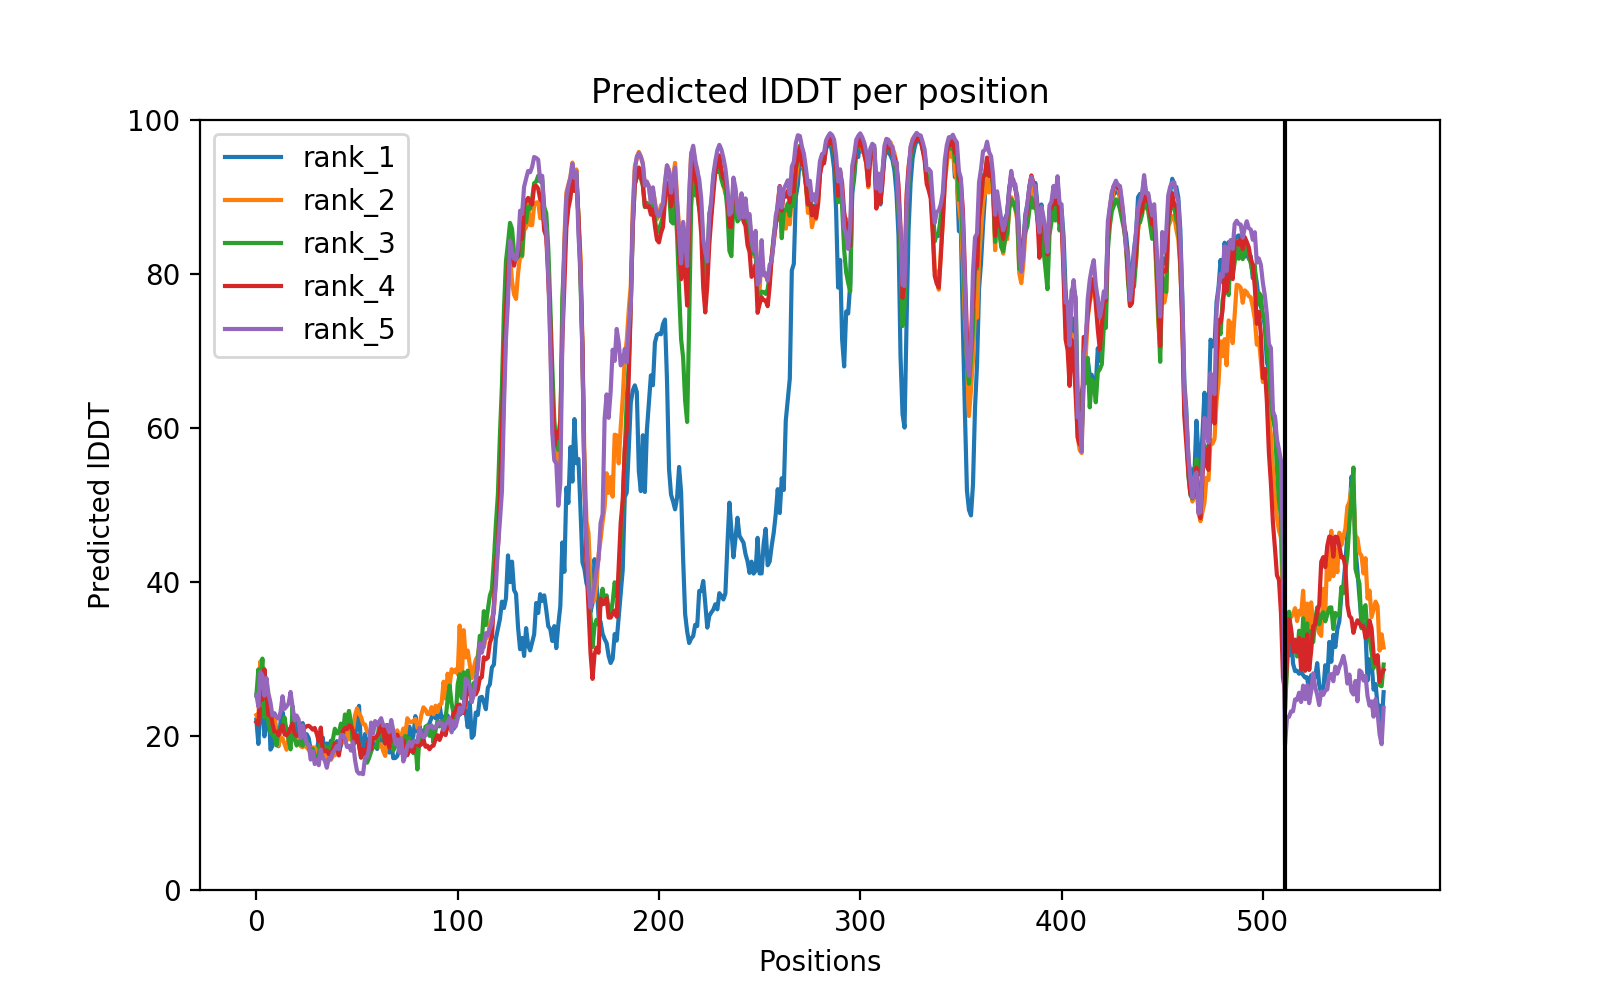 Predicted lDDT per position
100
80
60
40
20
0
Predicted lDDT
rank_1
rank_2
rank_3
rank_4
rank_5
0 100 200 300 400 500
Positions